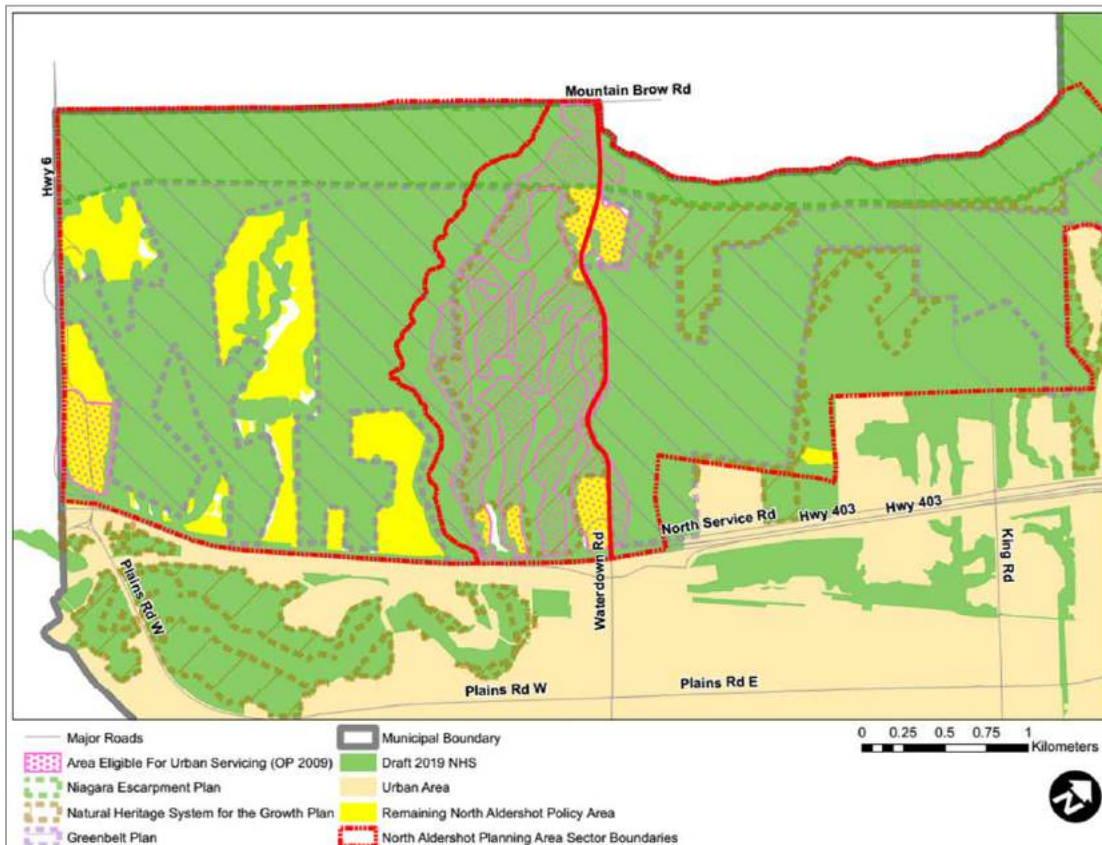 Mountain Brow Rd
Hwy 6
North Service Rd
Hwy 403
Hwy 403
King Rd
Waterdown Rd
Plains Rd W
Plains Rd W
Plains Rd E
Major Roads
Area Eligible For Urban Servicing (OP 2009)
Niagara Escarpment Plan
Natural Heritage System for the Growth Plan
Greenbelt Plan
Municipal Boundary
Draft 2019 NHS
Urban Area
Remaining North Aldershot Policy Area
North Aldershot Planning Area Sector Boundaries
0 0.25 0.5 0.75 1
Kilometers
N